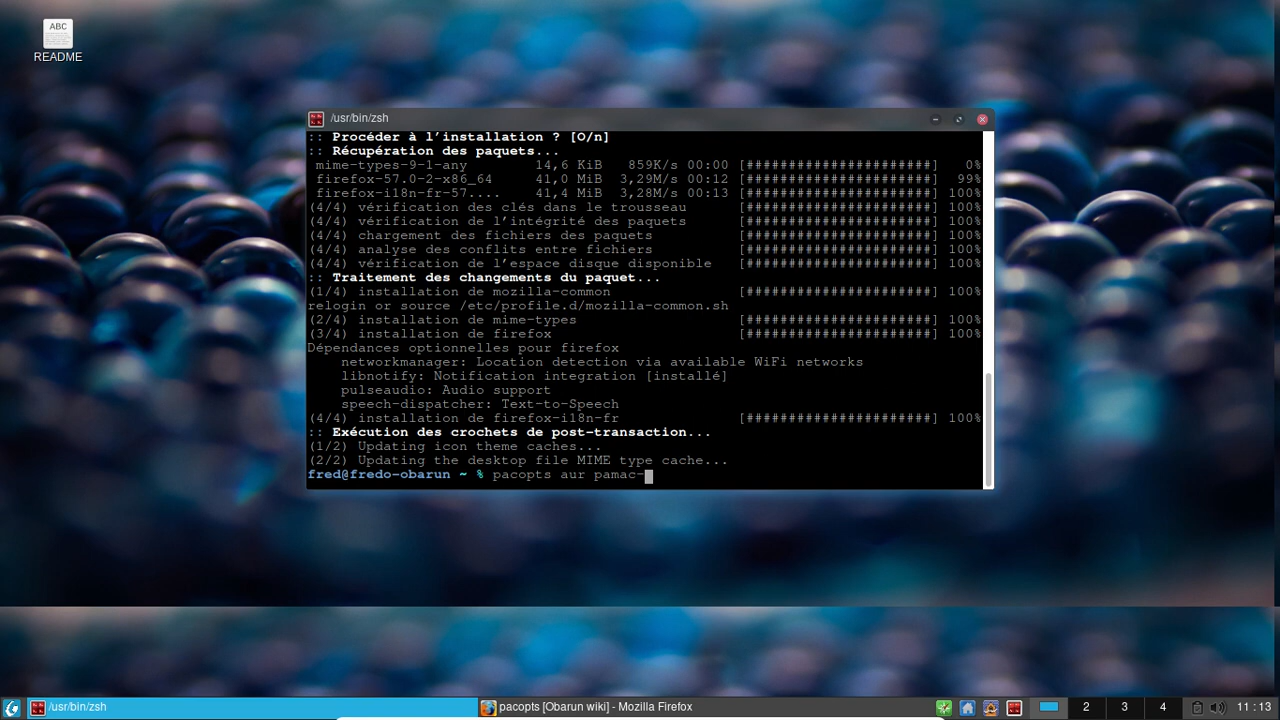 ABC
README
/usr/bin/zsh
:: Procéder à l’installation ? [O/n]
:: Récupération des paquets...
mime-types-9-1-any 14,6 KiB 859K/s 00:00 [######################] 0%
firefox-57.0-2-x86_64 41,0 MiB 3,29M/s 00:12 [######################] 99%
firefox-i18n-fr-57.... 41,4 MiB 3,28M/s 00:13 [######################] 100%
(4/4) vérification des clés dans le trousseau [######################] 100%
(4/4) vérification de l’intégrité des paquets [######################] 100%
(4/4) chargement des fichiers des paquets [######################] 100%
(4/4) analyse des conflits entre fichiers [######################] 100%
(4/4) vérification de l’espace disque disponible [######################] 100%
:: Traitement des changements du paquet...
(1/4) installation de mozilla-common [######################] 100%
relogin or source /etc/profile.d/mozilla-common.sh
(2/4) installation de mime-types [######################] 100%
(3/4) installation de firefox [######################] 100%
Dépendances optionnelles pour firefox
networkmanager: Location detection via available WiFi networks
libnotify: Notification integration [installé]
pulseaudio: Audio support
speech-dispatcher: Text-to-Speech
(4/4) installation de firefox-i18n-fr [######################] 100%
:: Exécution des crochets de post-transaction...
(1/2) Updating icon theme caches...
(2/2) Updating the desktop file MIME type cache...
fred@fredo-obarun ~ % pacopts aur pamac-
/usr/bin/zsh pacopts [Obarun wiki] - Mozilla Firefox 2 3 4 11:13